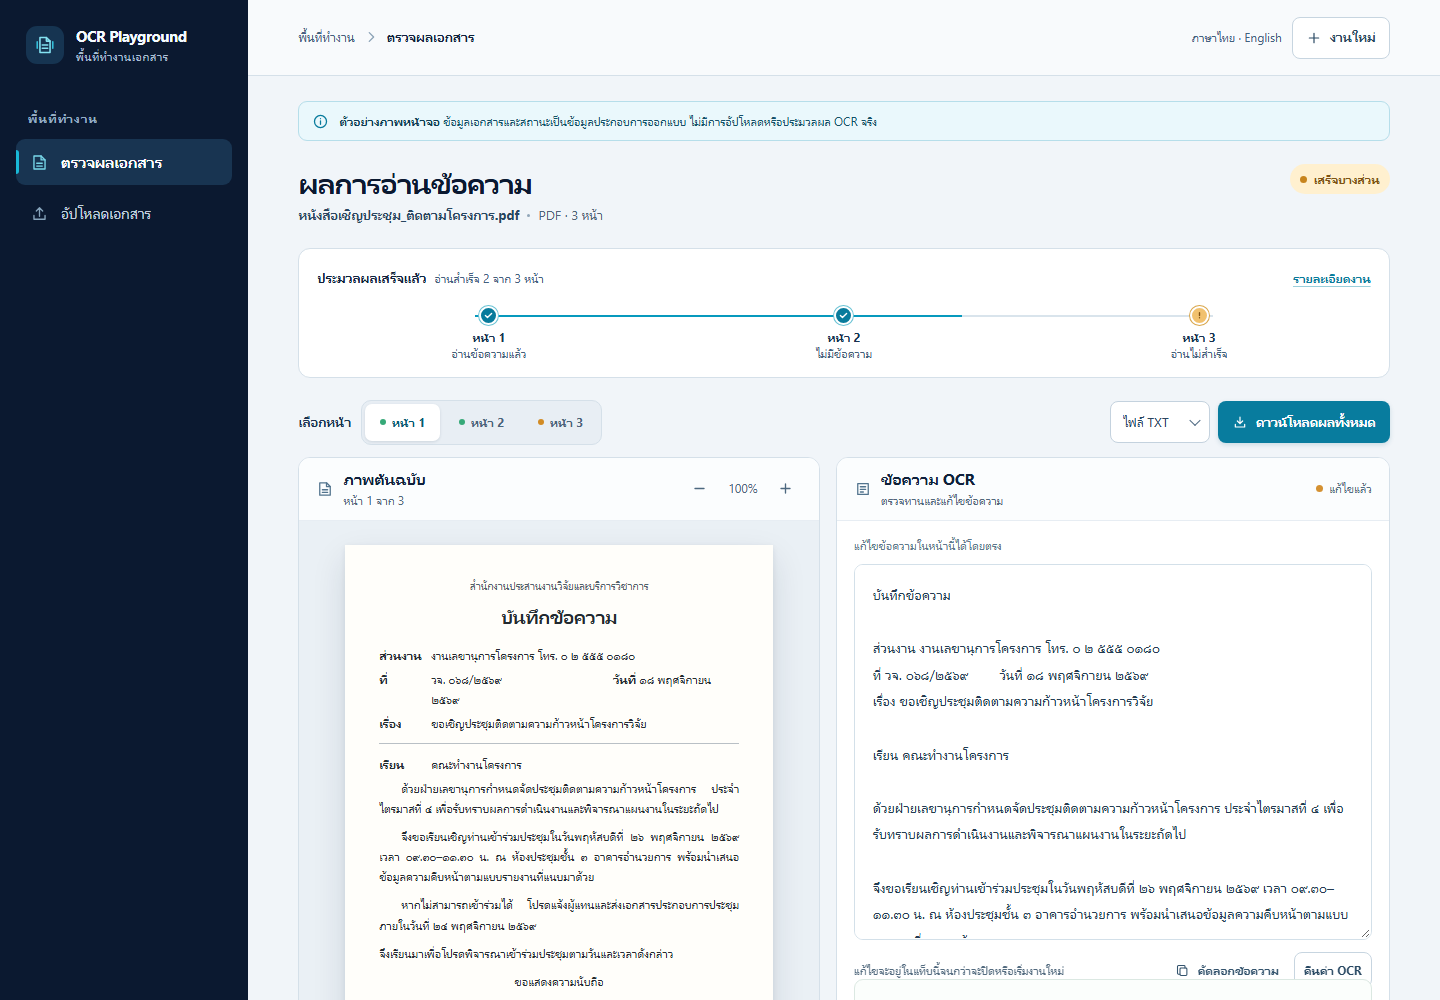 OCR Playground
พื้นที่ทำงานเอกสาร
พื้นที่ทำงาน
ตรวจผลเอกสาร
อัปโหลดเอกสาร
พื้นที่ทำงาน > ตรวจผลเอกสาร
ภาษาไทย · English
+ งานใหม่
ตัวอย่างภาพหน้าจอ ข้อมูลเอกสารและสถานะเป็นข้อมูลประกอบการออกแบบ ไม่มีการอัปโหลดหรือประมวลผล OCR จริง
ผลการอ่านข้อความ
เสร็จบางส่วน
หนังสือเชิญประชุม_ติดตามโครงการ.pdf • PDF · 3 หน้า
ประมวลผลเสร็จแล้ว อ่านสำเร็จ 2 จาก 3 หน้า
รายละเอียดงาน
หน้า 1
อ่านข้อความแล้ว
หน้า 2
ไม่มีข้อความ
หน้า 3
อ่านไม่สำเร็จ
เลือกหน้า
หน้า 1
หน้า 2
หน้า 3
ไฟล์ TXT
ดาวน์โหลดผลทั้งหมด
ภาพต้นฉบับ
หน้า 1 จาก 3
− 100% +
สำนักงานประสานงานวิจัยและบริการวิชาการ
บันทึกข้อความ
ส่วนงาน งานเลขานุการโครงการ โทร. ๐ ๒ ๕๕๕ ๐๑๘๐
ที่ วจ. ๐๖๘/๒๕๖๙ วันที่ ๑๘ พฤศจิกายน
๒๕๖๙
เรื่อง ขอเชิญประชุมติดตามความก้าวหน้าโครงการวิจัย
เรียน คณะทำงานโครงการ
ด้วยฝ่ายเลขานุการกำหนดจัดประชุมติดตามความก้าวหน้าโครงการ ประจำ
ไตรมาสที่ ๔ เพื่อรับทราบผลการดำเนินงานและพิจารณาแผนงานในระยะถัดไป
จึงขอเรียนเชิญท่านเข้าร่วมประชุมในวันพฤหัสบดีที่ ๒๖ พฤศจิกายน ๒๕๖๙
เวลา ๐๙.๓๐–๑๑.๓๐ น. ณ ห้องประชุมชั้น ๓ อาคารอำนวยการ พร้อมนำเสนอ
ข้อมูลความคืบหน้าตามแบบรายงานที่แนบมาด้วย
หากไม่สามารถเข้าร่วมได้ โปรดแจ้งผู้แทนและส่งเอกสารประกอบการประชุม
ภายในวันที่ ๒๔ พฤศจิกายน ๒๕๖๙
จึงเรียนมาเพื่อโปรดพิจารณาเข้าร่วมประชุมตามวันและเวลาดังกล่าว
ขอแสดงความนับถือ
ข้อความ OCR
ตรวจทานและแก้ไขข้อความ
แก้ไขแล้ว
แก้ไขข้อความในหน้านี้ได้โดยตรง
บันทึกข้อความ
ส่วนงาน งานเลขานุการโครงการ โทร. ๐ ๒ ๕๕๕ ๐๑๘๐
ที่ วจ. ๐๖๘/๒๕๖๙ วันที่ ๑๘ พฤศจิกายน ๒๕๖๙
เรื่อง ขอเชิญประชุมติดตามความก้าวหน้าโครงการวิจัย
เรียน คณะทำงานโครงการ
ด้วยฝ่ายเลขานุการกำหนดจัดประชุมติดตามความก้าวหน้าโครงการ ประจำไตรมาสที่ ๔ เพื่อ
รับทราบผลการดำเนินงานและพิจารณาแผนงานในระยะถัดไป
จึงขอเรียนเชิญท่านเข้าร่วมประชุมในวันพฤหัสบดีที่ ๒๖ พฤศจิกายน ๒๕๖๙ เวลา ๐๙.๓๐–
๑๑.๓๐ น. ณ ห้องประชุมชั้น ๓ อาคารอำนวยการ พร้อมนำเสนอข้อมูลความคืบหน้าตามแบบ
แก้ไขจะอยู่ในแท็บนี้จนกว่าจะปิดหรือเริ่มงานใหม่
คัดลอกข้อความ
คืนค่า OCR